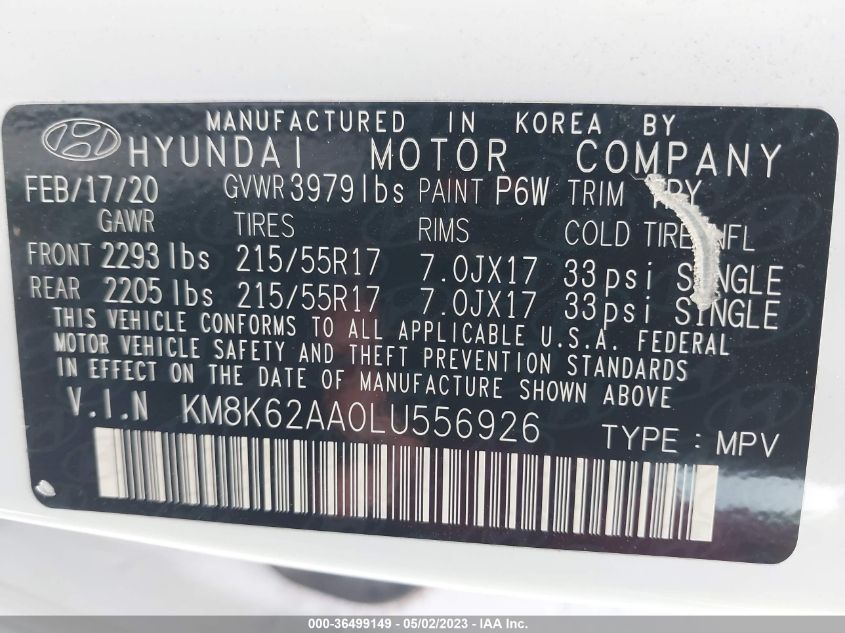 MANUFACTURED IN KOREA BY
HYUNDAI MOTOR COMPANY
FEB/17/20 GVWR 3979lbs PAINT P6W TRIM
GAWR TIRES RIMS COLD TIRE INFL
FRONT 2293 lbs 215/55R17 7.0JX17 33psi SINGLE
REAR 2205 lbs 215/55R17 7.0JX17 33psi SINGLE
THIS VEHICLE CONFORMS TO ALL APPLICABLE U.S.A. FEDERAL
MOTOR VEHICLE SAFETY AND THEFT PREVENTION STANDARDS
IN EFFECT ON THE DATE OF MANUFACTURE SHOWN ABOVE
V.I.N KM8K62AA0LU556926 TYPE : MPV
000-36499149 - 05/02/2023 - IAA Inc.